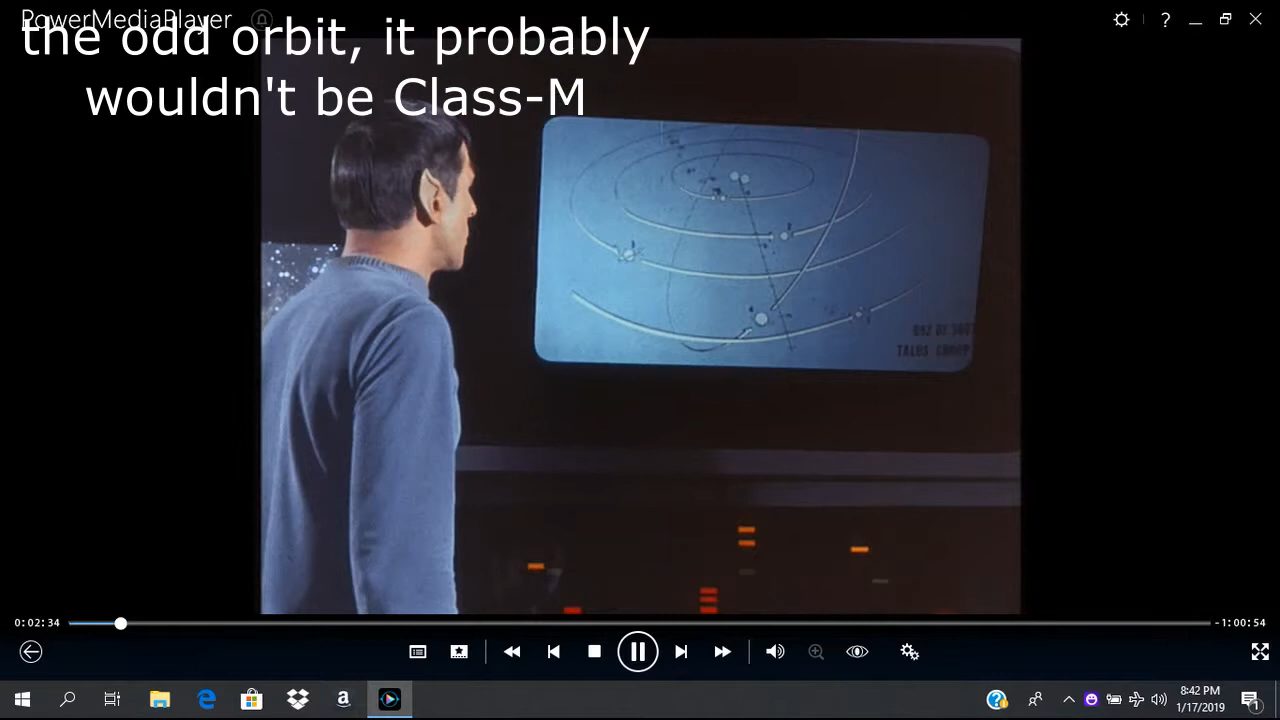 PowerMediaPlayer
the odd orbit, it probably
wouldn't be Class-M
TALOS GROUP
0:02:34
-1:00:54
8:42 PM
1/17/2019